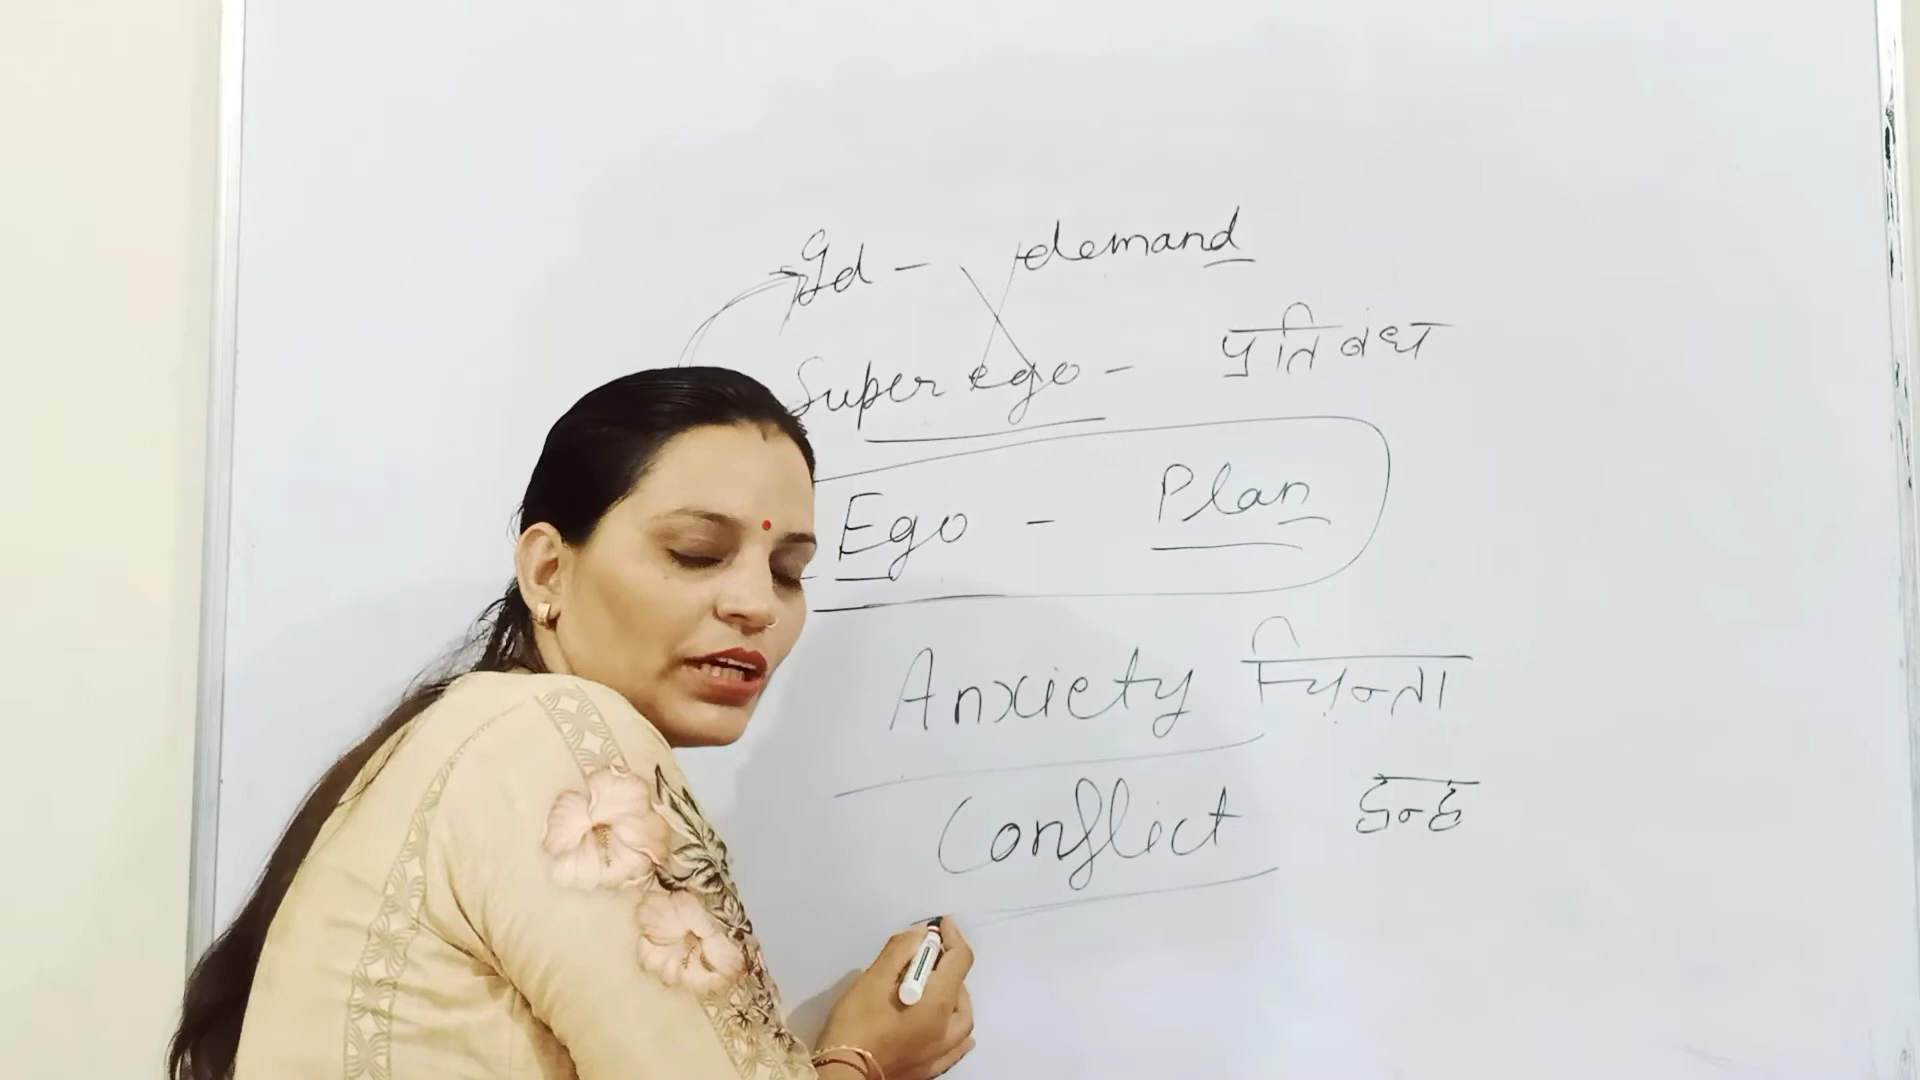 Id - demand
Super ego - प्रतिबंध
Ego - Plan
Anxiety चिन्ता
Conflict द्वन्द्व